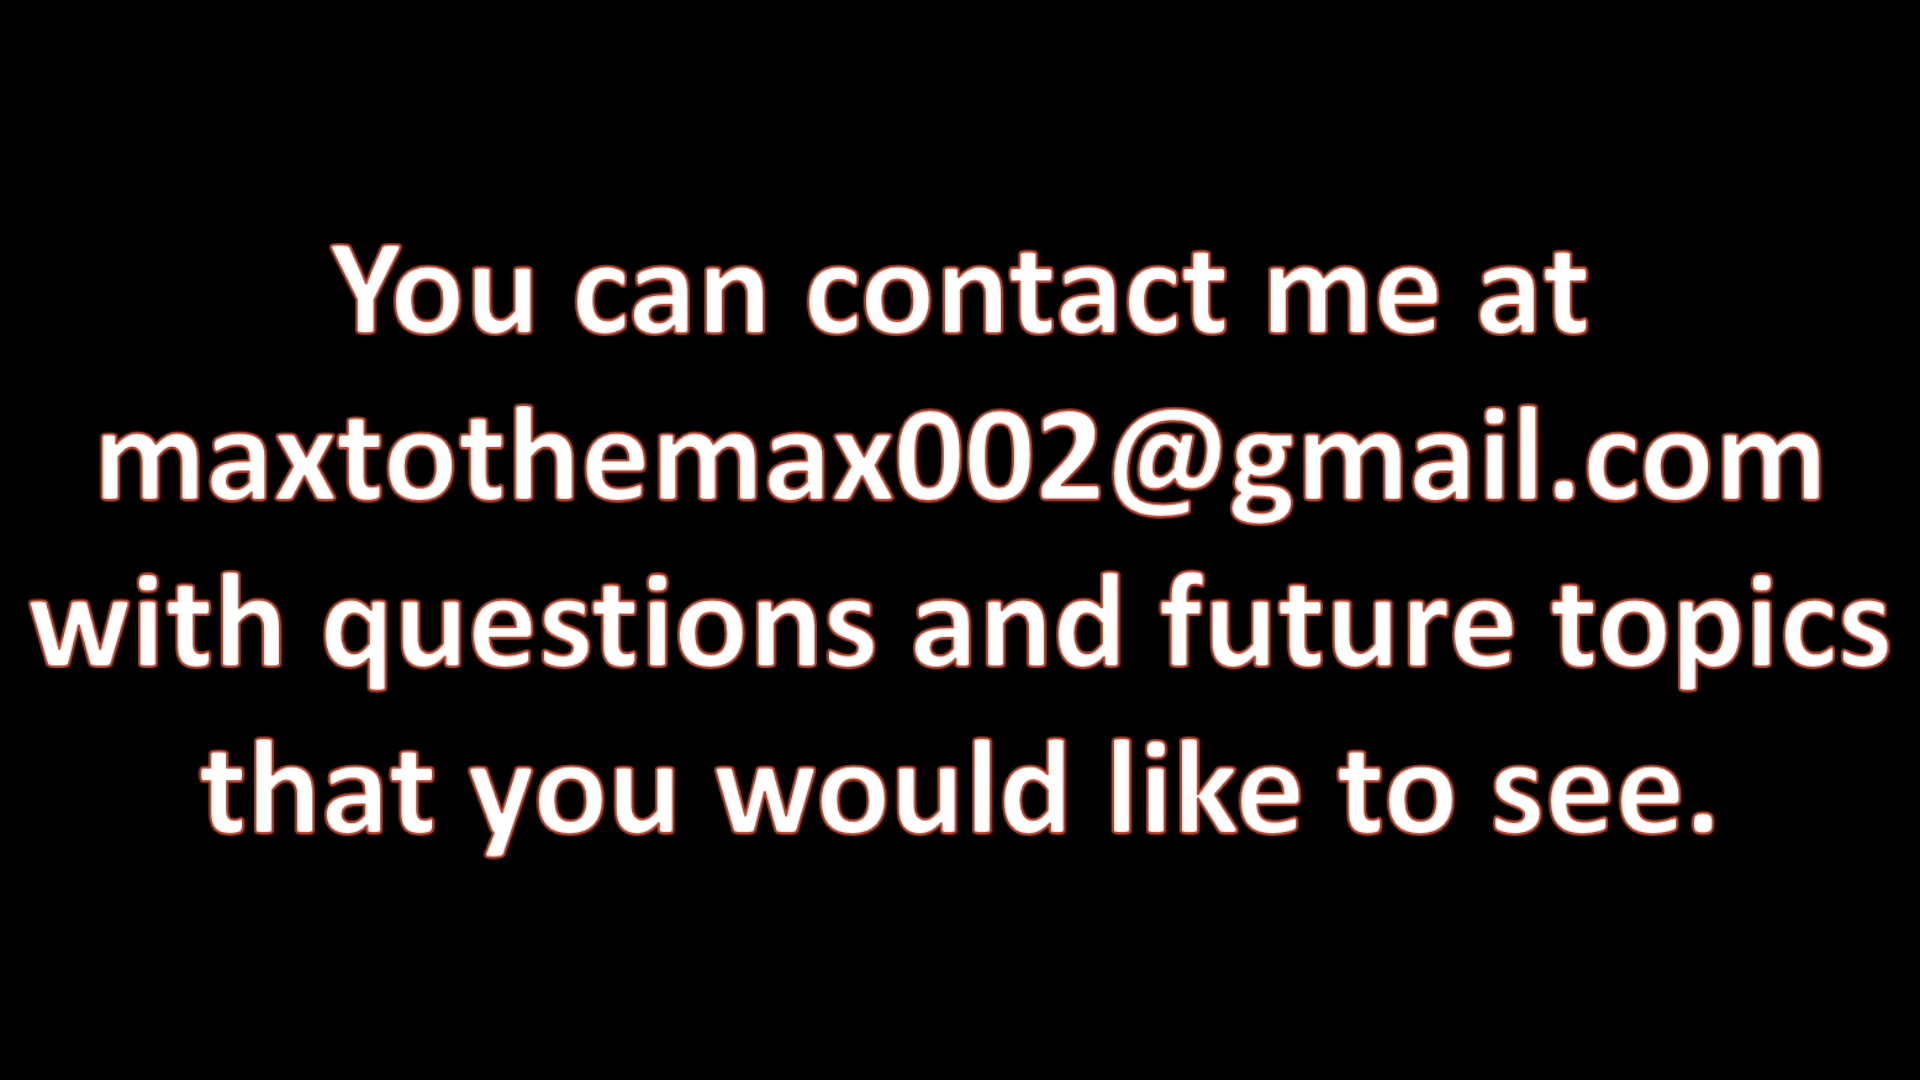 You can contact me at
maxtothemax002@gmail.com
with questions and future topics
that you would like to see.